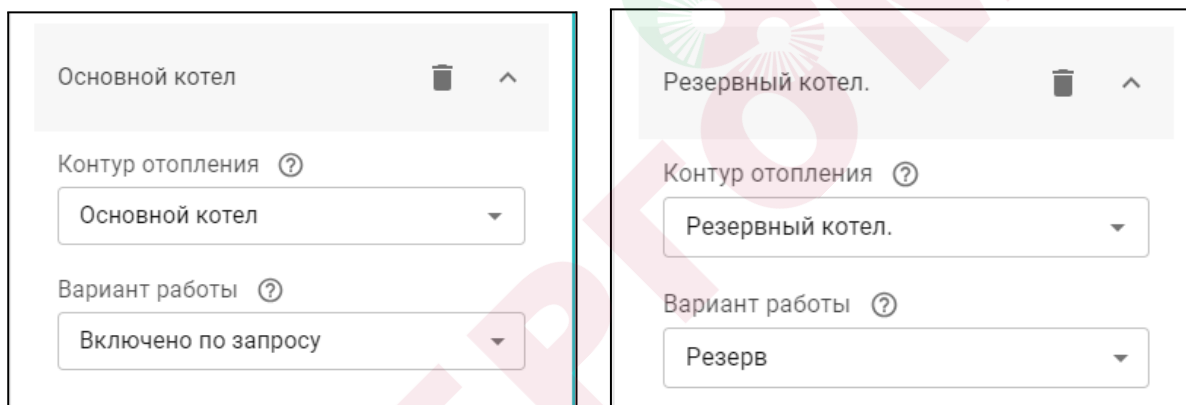 Основной котел
Контур отопления
Основной котел
Вариант работы
Включено по запросу
Резервный котел.
Контур отопления
Резервный котел.
Вариант работы
Резерв